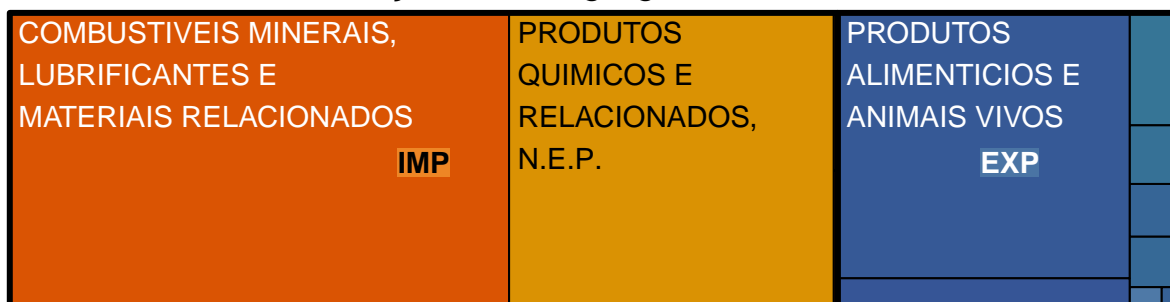 COMBUSTIVEIS MINERAIS,
LUBRIFICANTES E
MATERIAIS RELACIONADOS
IMP
PRODUTOS
QUIMICOS E
RELACIONADOS,
N.E.P.
PRODUTOS
ALIMENTICIOS E
ANIMAIS VIVOS
EXP